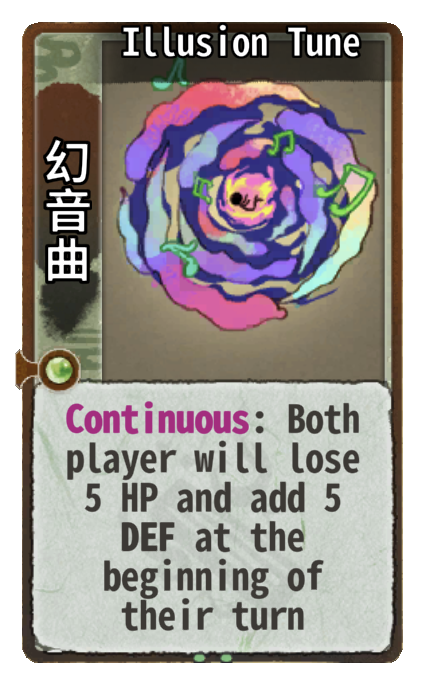 Illusion Tune
幻音曲
Continuous: Both
player will lose
5 HP and add 5
DEF at the
beginning of
their turn